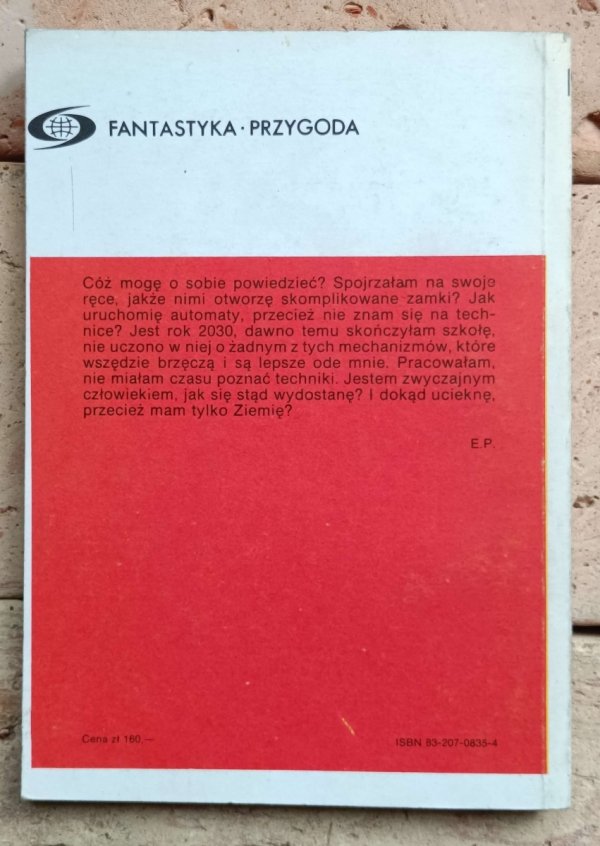 FANTASTYKA · PRZYGODA
Cóż mogę o sobie powiedzieć? Spojrzałam na swoje
ręce, jakże nimi otworzę skomplikowane zamki? Jak
uruchomię automaty, przecież nie znam się na tech-
nice? Jest rok 2030, dawno temu skończyłam szkołę,
nie uczono w niej o żadnym z tych mechanizmów, które
wszędzie brzęczą i są lepsze ode mnie. Pracowałam,
nie miałam czasu poznać techniki. Jestem zwyczajnym
człowiekiem, jak się stąd wydostanę? I dokąd ucieknę,
przecież mam tylko Ziemię?
E.P.
Cena zł 160,—
ISBN 83-207-0835-4